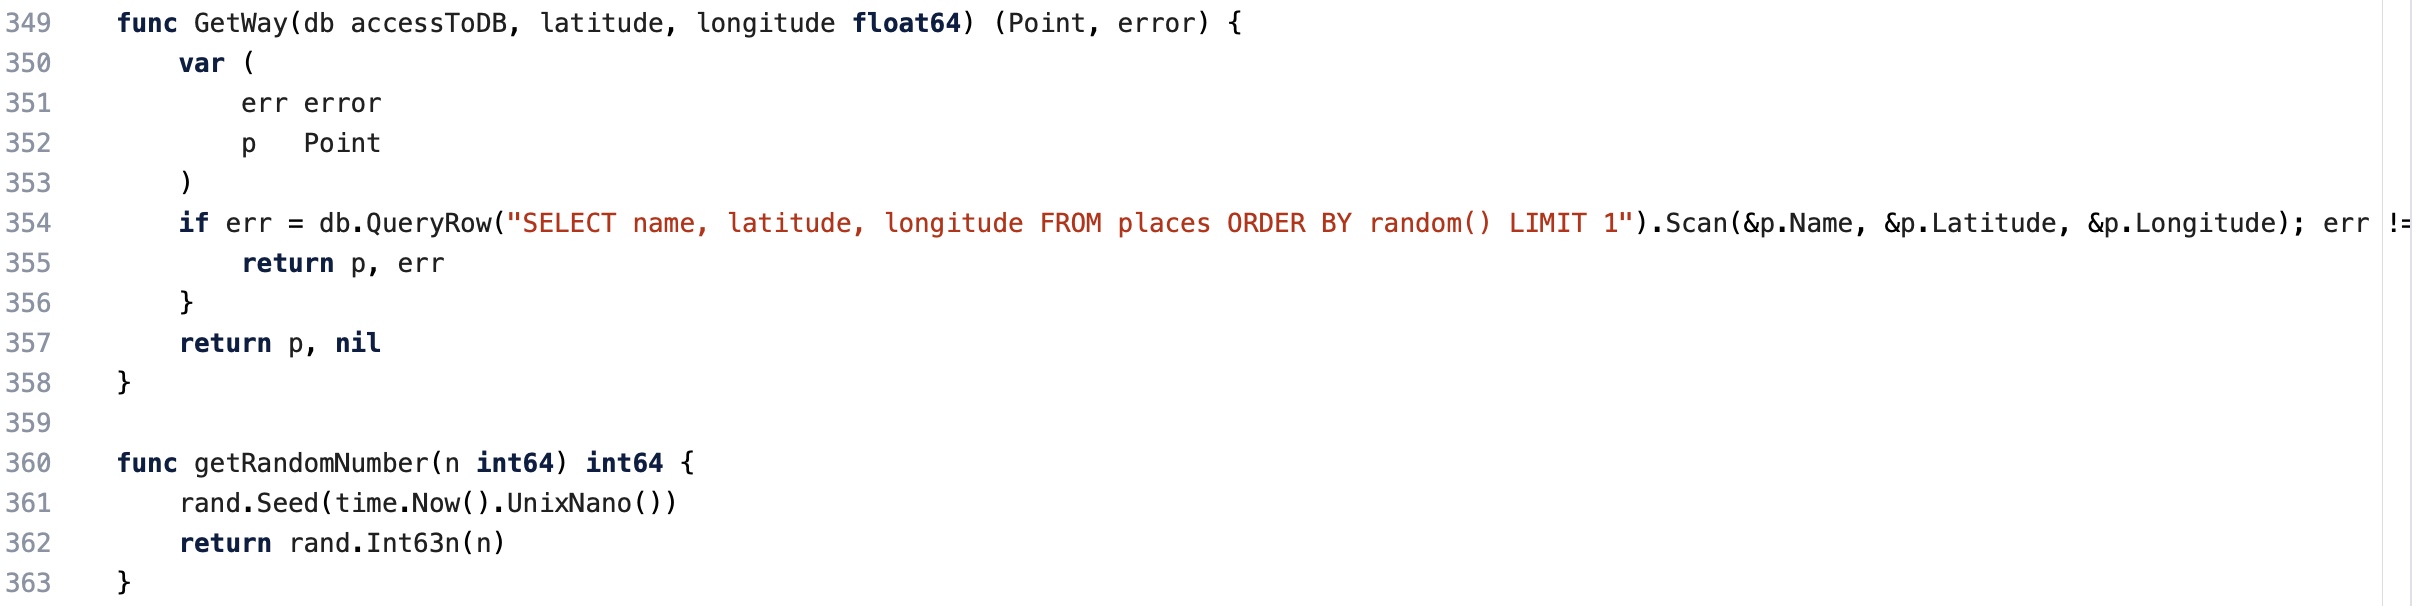 349 func GetWay(db accessToDB, latitude, longitude float64) (Point, error) {
350 var (
351 err error
352 p Point
353 )
354 if err = db.QueryRow("SELECT name, latitude, longitude FROM places ORDER BY random() LIMIT 1").Scan(&p.Name, &p.Latitude, &p.Longitude); err !=
355 return p, err
356 }
357 return p, nil
358 }
359
360 func getRandomNumber(n int64) int64 {
361 rand.Seed(time.Now().UnixNano())
362 return rand.Int63n(n)
363 }